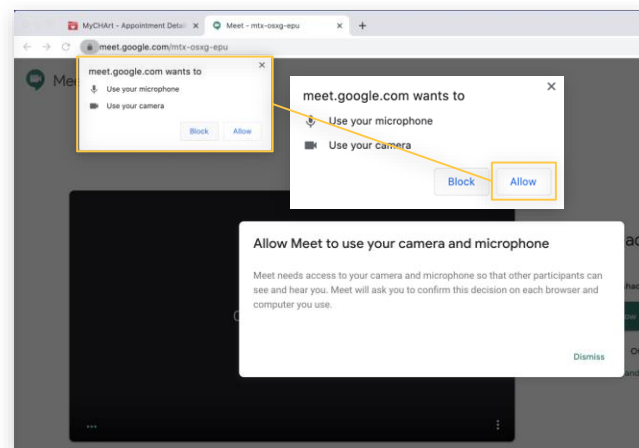 MyCHArt - Appointment Detail
Meet - mtx-osxg-epu
meet.google.com/mtx-osxg-epu
meet.google.com wants to
Use your microphone
Use your camera
Block
Allow
meet.google.com wants to
Use your microphone
Use your camera
Block
Allow
Allow Meet to use your camera and microphone
Meet needs access to your camera and microphone so that other participants can
see and hear you. Meet will ask you to confirm this decision on each browser and
computer you use.
Dismiss